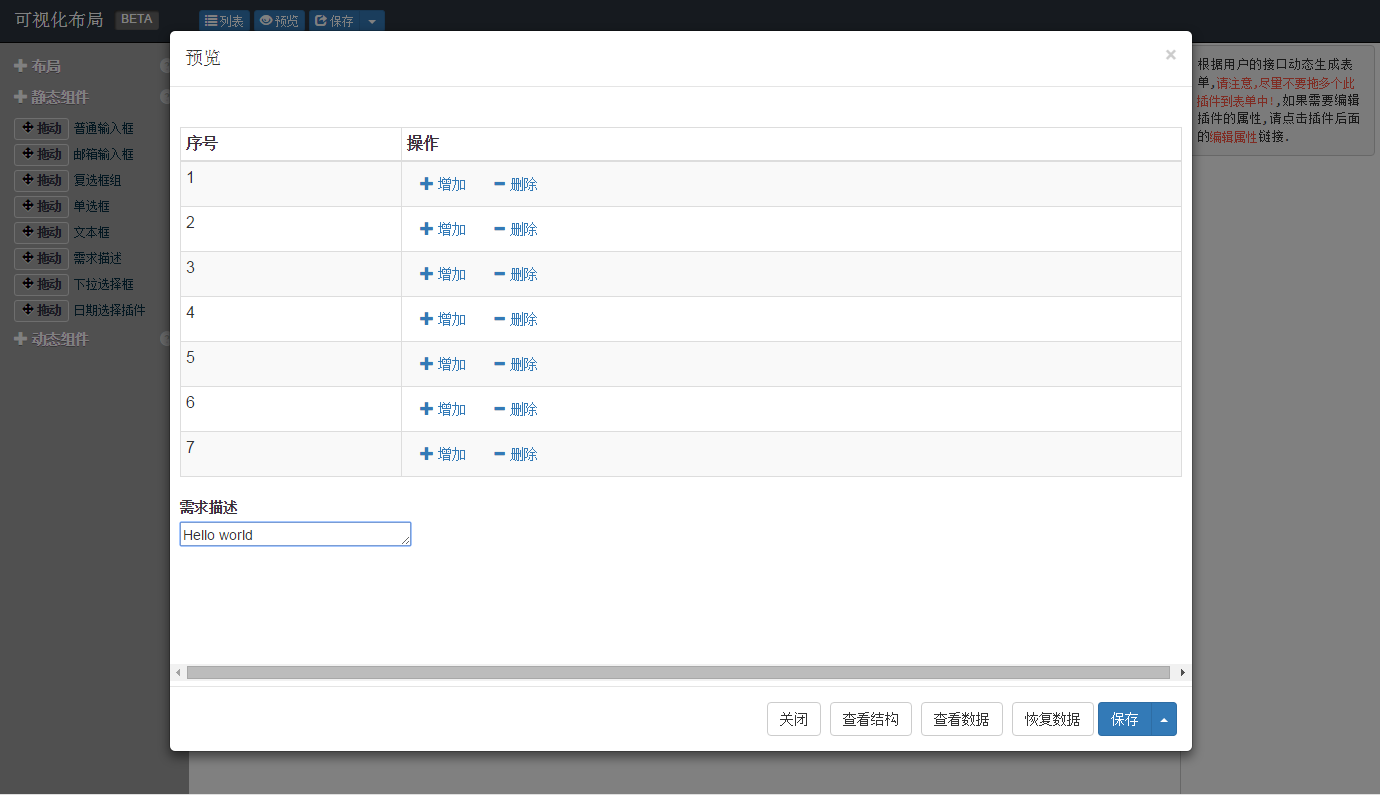 可视化布局 BETA 列表 预览 保存
布局
静态组件
拖动 普通输入框
拖动 邮箱输入框
拖动 复选框组
拖动 单选框
拖动 文本框
拖动 需求描述
拖动 下拉选择框
拖动 日期选择插件
动态组件
预览 ×
序号 操作
1 增加 删除
2 增加 删除
3 增加 删除
4 增加 删除
5 增加 删除
6 增加 删除
7 增加 删除
需求描述
Hello world
关闭 查看结构 查看数据 恢复数据 保存
根据用户的接口动态生成表
单,请注意,尽量不要拖多个此
插件到表单中!,如果需要编辑
插件的属性,请点击插件后面
的编辑属性链接.